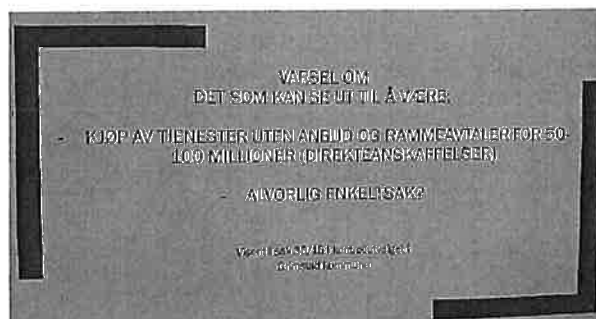 VARSEL OM
DET SOM KAN SE UT TIL Å VÆRE:
- KJØP AV TJENESTER UTEN ANBUD OG RAMMEAVTALER FOR 50-
100 MILLIONER (DIREKTEANSKAFFELSER)
- ALVORLIG ENKELTSAK?
kommune